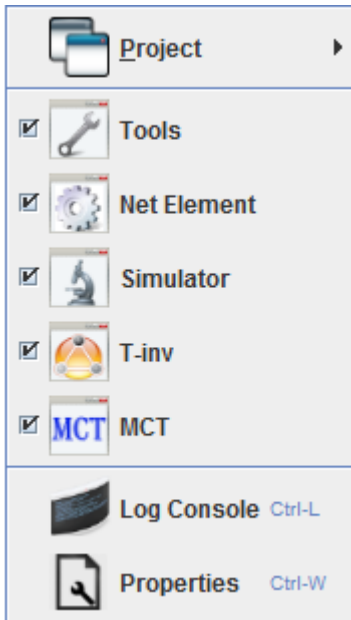 Project
Tools
Net Element
Simulator
T-inv
MCT MCT
Log Console Ctrl-L
Properties Ctrl-W